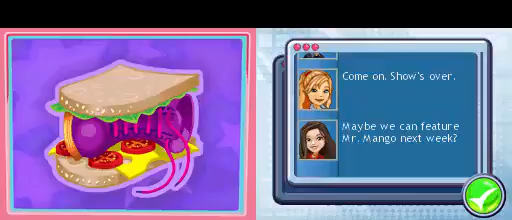 Come on. Show's over.
Maybe we can feature
Mr. Mango next week?